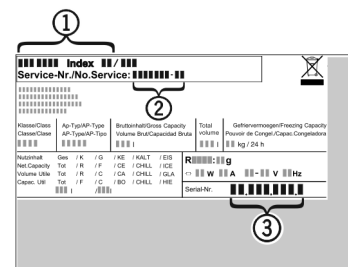 1
Index /
Service-Nr./No.Service: -
2
Klasse/Class Ap-Typ/AP-Type Bruttoinhalt/Gross Capacity Total Gefriervermoegen/Freezing Capacity
Classe/Clase AP-Type/AP-Tipo Volume Brut/Capacidad Bruta volume Pouvoir de Congel./Capac.Congeladora
l l kg / 24 h
Nutzinhalt Ges / K / G / KE / KALT / EIS
Net.Capacity Tot / R / F / CE / CHILL / ICE
Volume Utile Tot / R / C / CA / CHILL / GLA
Capac. Util Tot / F / C / BO / CHILL / HIE
l / l
R : g
W A - V Hz
Serial-Nr. . . .
3